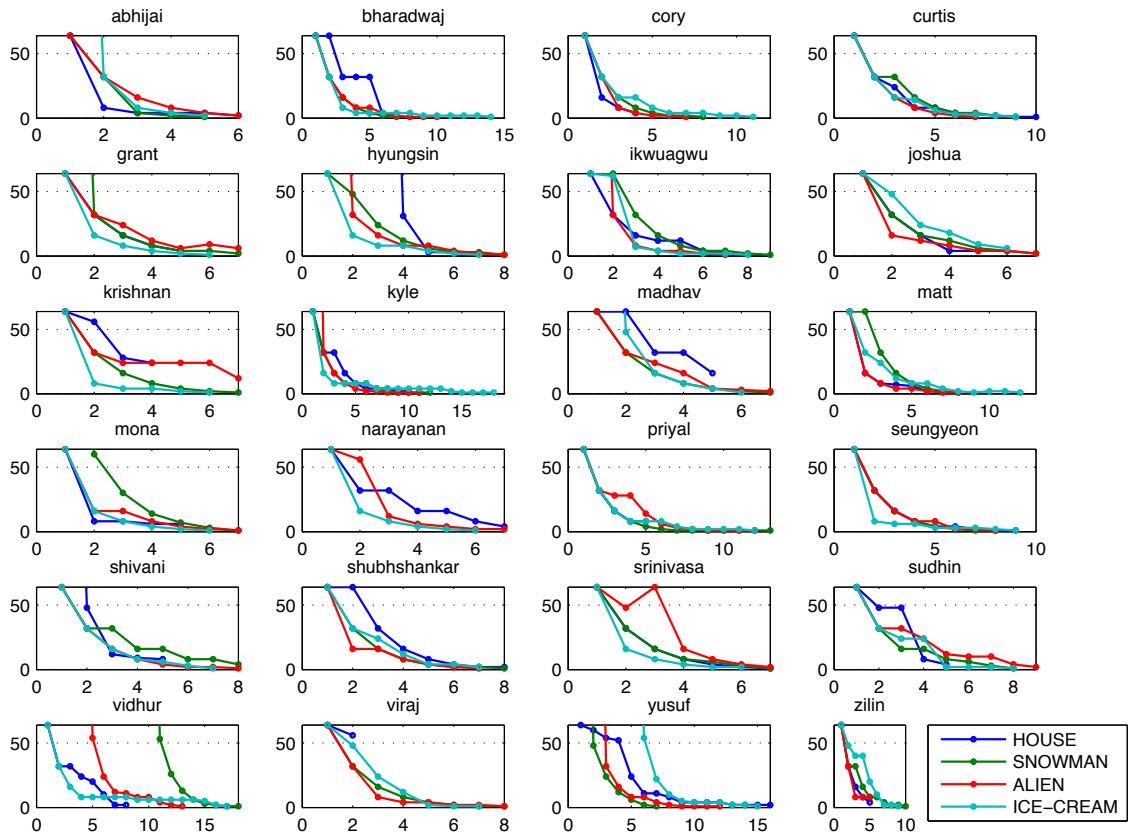 abhijai bharadwaj cory curtis
50 50 50 50
0 0 0 0
0 2 4 6 0 5 10 15 0 5 10 0 5 10
grant hyungsin ikwuagwu joshua
50 50 50 50
0 0 0 0
0 2 4 6 0 2 4 6 8 0 2 4 6 8 0 2 4 6
krishnan kyle madhav matt
50 50 50 50
0 0 0 0
0 2 4 6 0 5 10 15 0 2 4 6 0 5 10
mona narayanan priyal seungyeon
50 50 50 50
0 0 0 0
0 2 4 6 0 2 4 6 0 5 10 0 5 10
shivani shubhshankar srinivasa sudhin
50 50 50 50
0 0 0 0
0 2 4 6 8 0 2 4 6 8 0 2 4 6 0 2 4 6 8
vidhur viraj yusuf zilin
50 50 50 50
0 0 0 0
0 5 10 15 0 2 4 6 8 0 5 10 15 0 5 10
HOUSE
SNOWMAN
ALIEN
ICE-CREAM